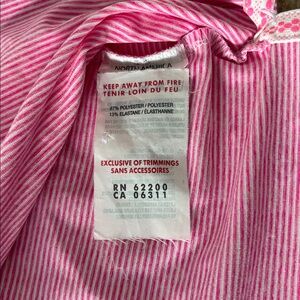 NORTH AMERICA
KEEP AWAY FROM FIRE
TENIR LOIN DU FEU
87% POLYESTER / POLYESTER
13% ELASTANE / ÉLASTHANNE
EXCLUSIVE OF TRIMMINGS
SANS ACCESSOIRES
RN 62200
CA 06311